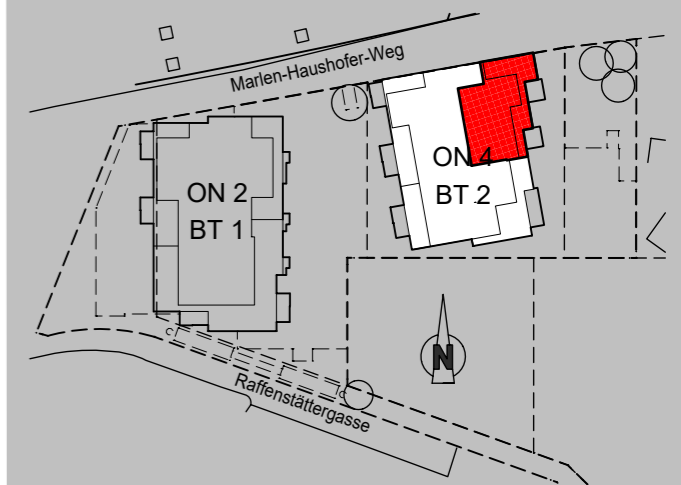 Marlen-Haushofer-Weg
ON 4
BT 2
ON 2
BT 1
N
Raffenstättergasse